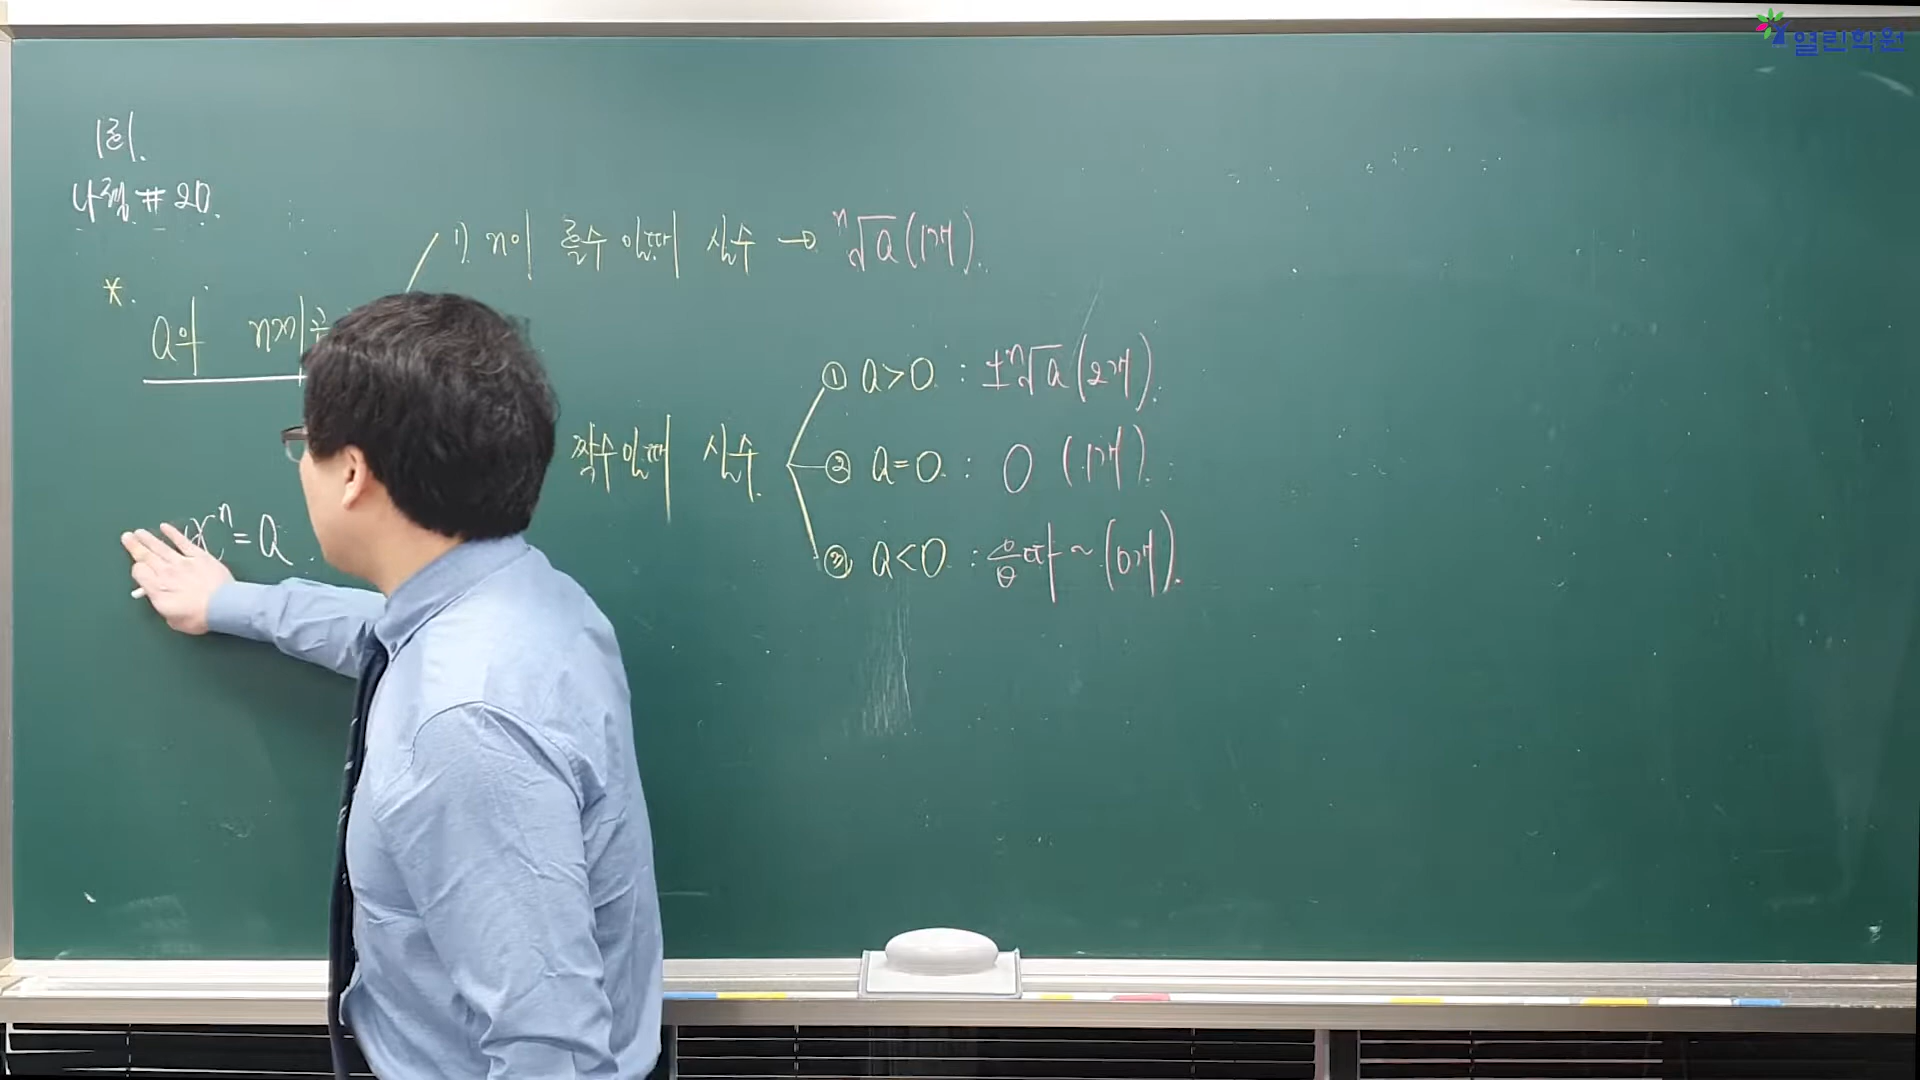 열린학원
1회.
나형 # 20.
*.
1) n이 홀수일때 실수 → ⁿ√a (1개).
a의 n제곱
① a>0 : ±ⁿ√a (2개).
짝수일때 실수
② a=0 : 0 (1개).
xⁿ = a
③ a<0 : 응따~ (0개).